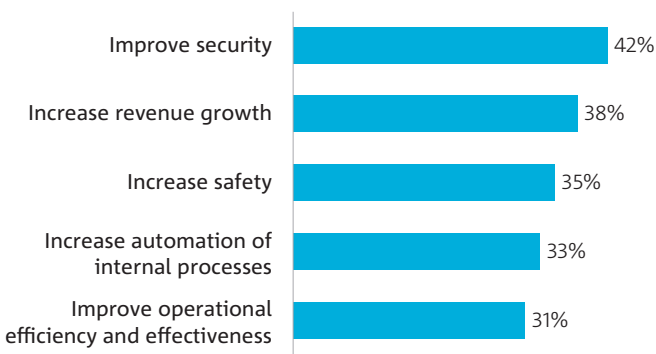 Improve security
42%
Increase revenue growth
38%
Increase safety
35%
Increase automation of
internal processes
33%
Improve operational
efficiency and effectiveness
31%